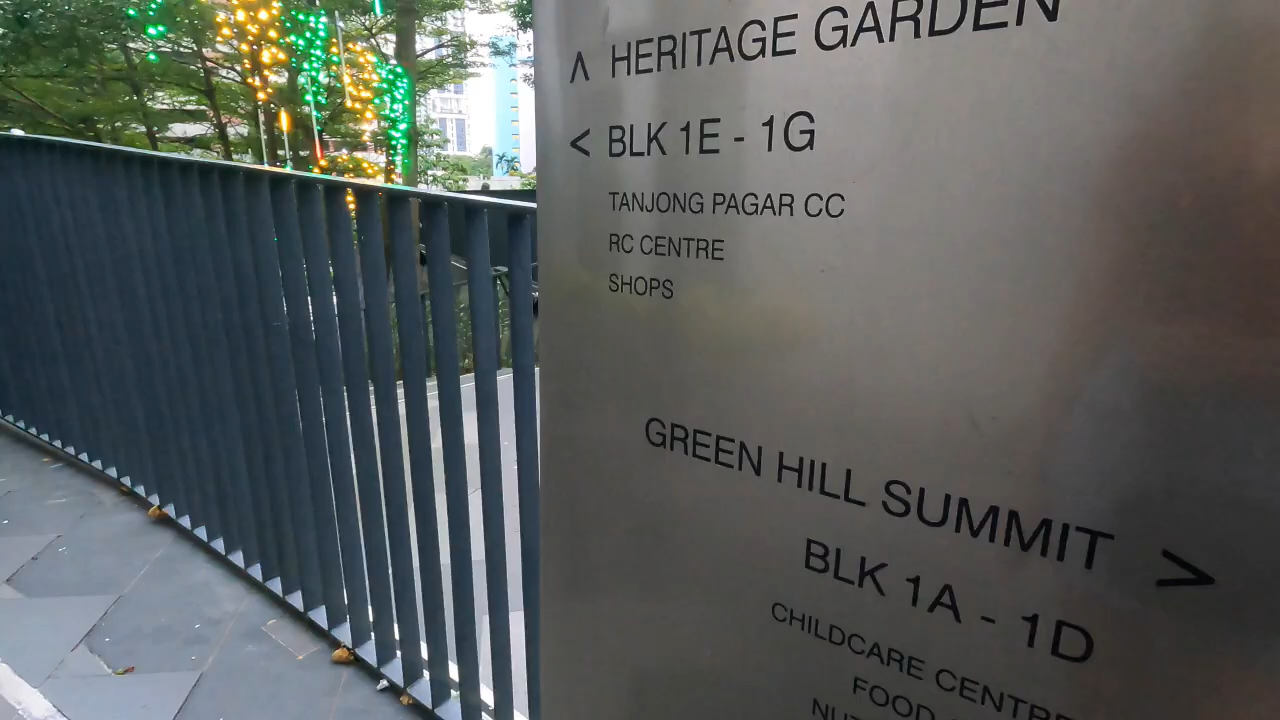 ∧ HERITAGE GARDEN
< BLK 1E - 1G
TANJONG PAGAR CC
RC CENTRE
SHOPS
GREEN HILL SUMMIT >
BLK 1A - 1D
CHILDCARE CENTRE
FOOD